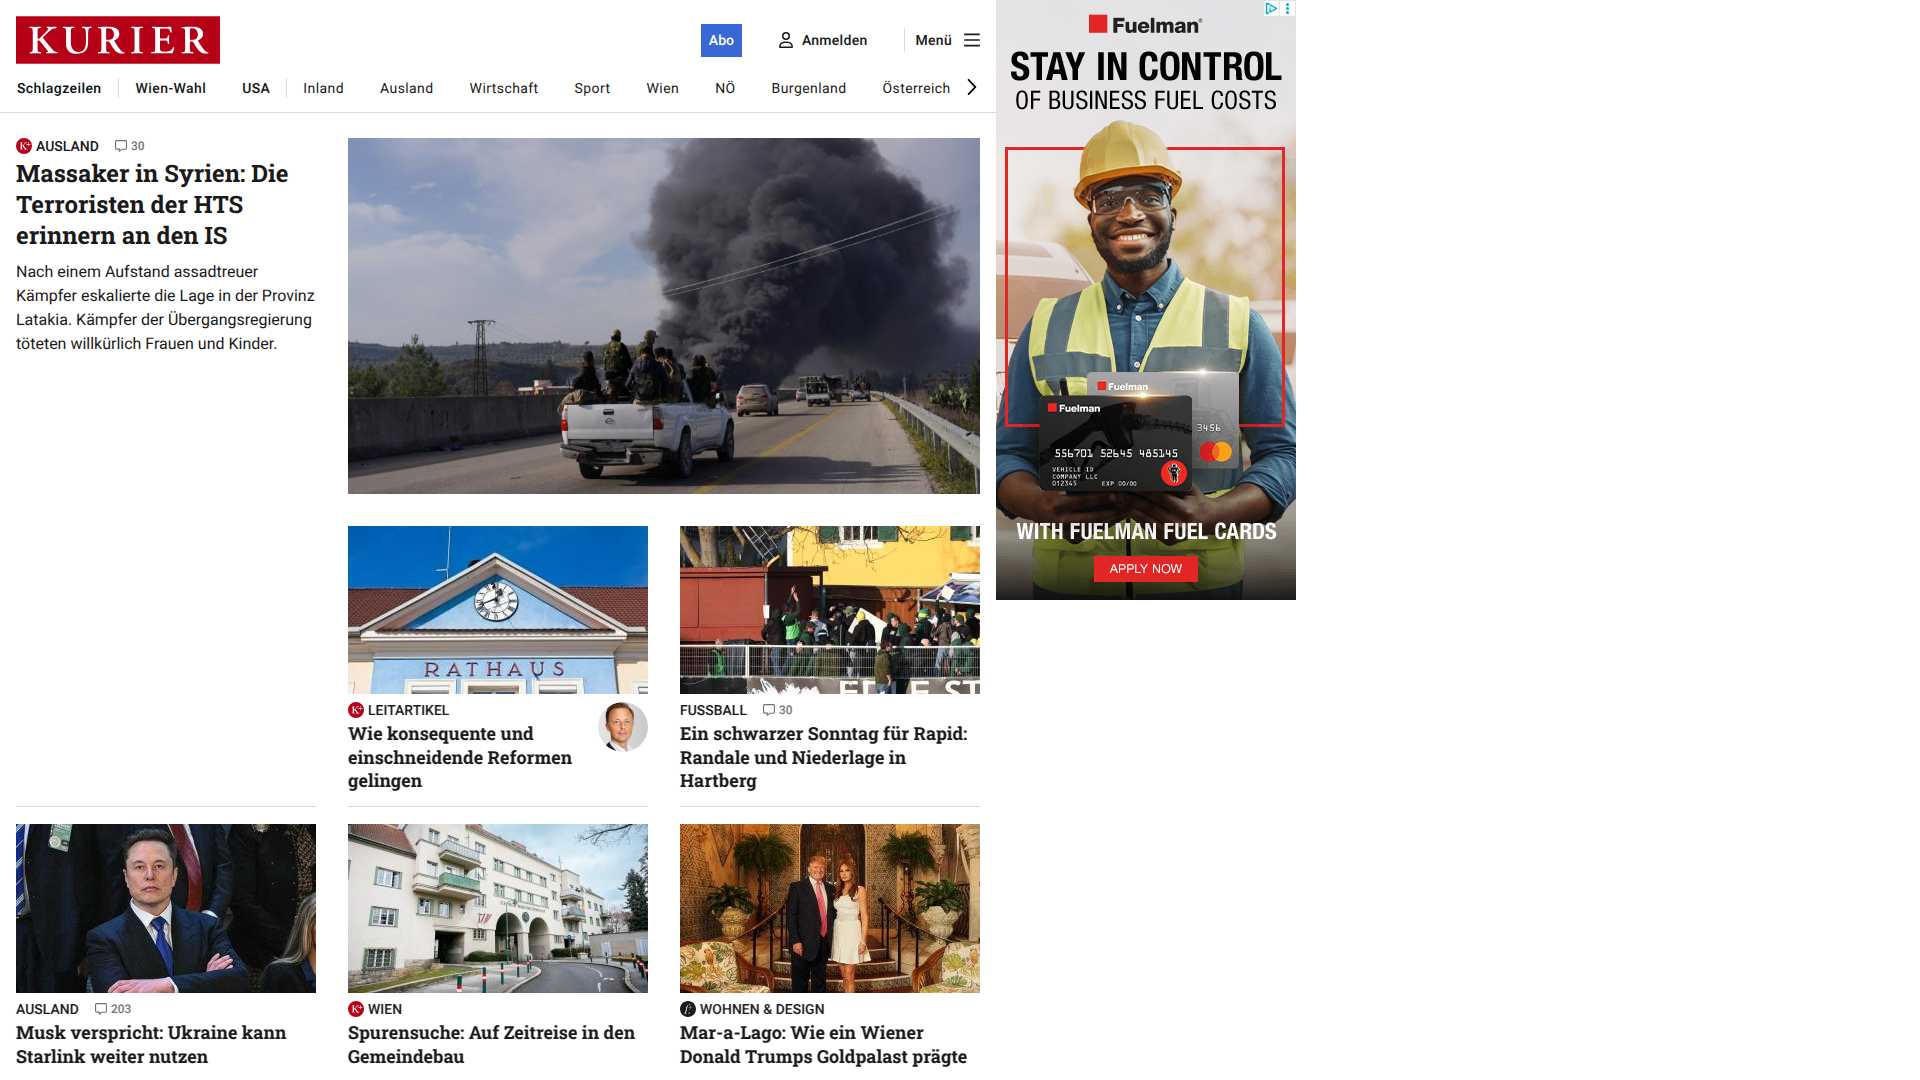 KURIER
Abo
Anmelden
Menü
Schlagzeilen
Wien-Wahl
USA
Inland
Ausland
Wirtschaft
Sport
Wien
NÖ
Burgenland
Österreich
K+ AUSLAND 30
Massaker in Syrien: Die
Terroristen der HTS
erinnern an den IS
Nach einem Aufstand assadtreuer
Kämpfer eskalierte die Lage in der Provinz
Latakia. Kämpfer der Übergangsregierung
töteten willkürlich Frauen und Kinder.
RATHAUS
K+ LEITARTIKEL
Wie konsequente und
einschneidende Reformen
gelingen
FUSSBALL 30
Ein schwarzer Sonntag für Rapid:
Randale und Niederlage in
Hartberg
AUSLAND 203
Musk verspricht: Ukraine kann
Starlink weiter nutzen
K+ WIEN
Spurensuche: Auf Zeitreise in den
Gemeindebau
WOHNEN & DESIGN
Mar-a-Lago: Wie ein Wiener
Donald Trumps Goldpalast prägte
Fuelman
STAY IN CONTROL
OF BUSINESS FUEL COSTS
Fuelman
Fuelman
3456
556701 52645 485145
VEHICLE ID
COMPANY LLC
012345 EXP 00/00
WITH FUELMAN FUEL CARDS
APPLY NOW